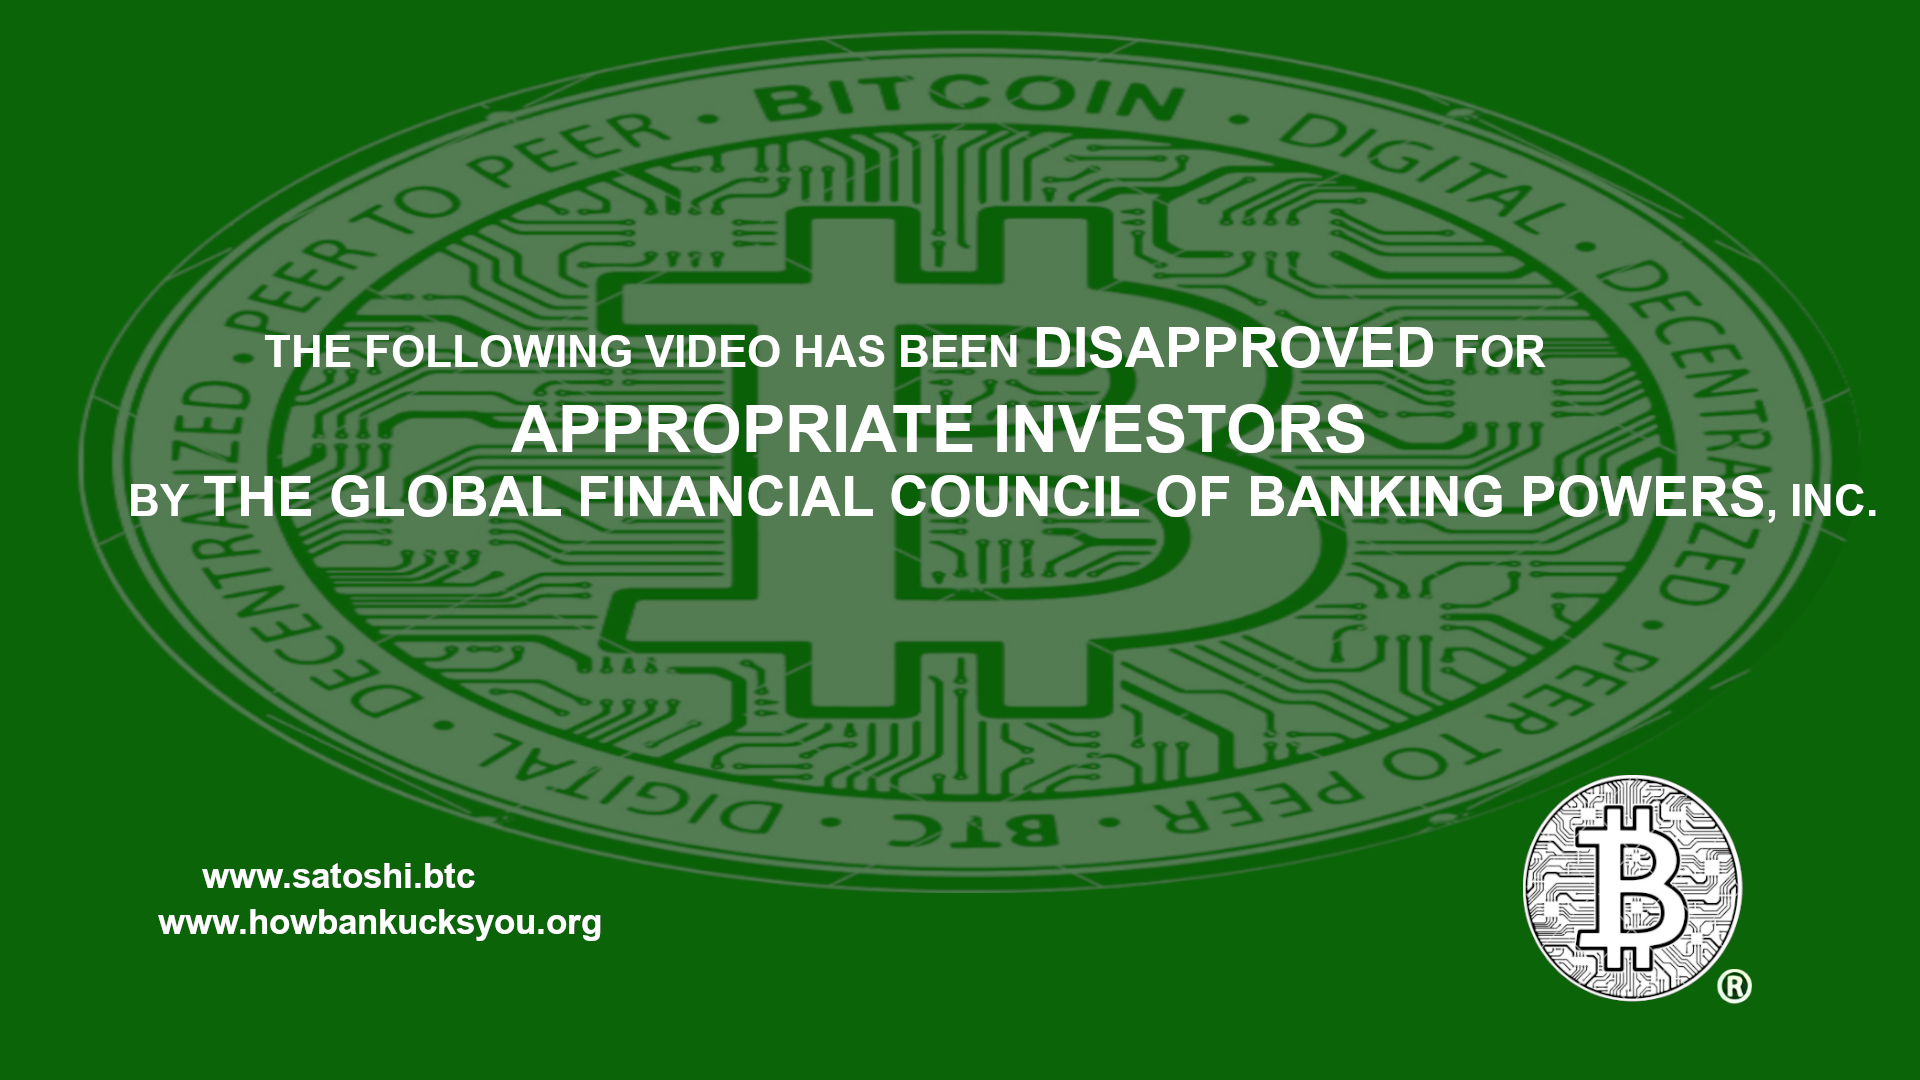 BITCOIN • DIGITAL • DECENTRALIZED • PEER TO PEER • BTC • DIGITAL • DECENTRALIZED • PEER TO PEER •
THE FOLLOWING VIDEO HAS BEEN DISAPPROVED FOR
APPROPRIATE INVESTORS
BY THE GLOBAL FINANCIAL COUNCIL OF BANKING POWERS, INC.
www.satoshi.btc
www.howbankucksyou.org
®